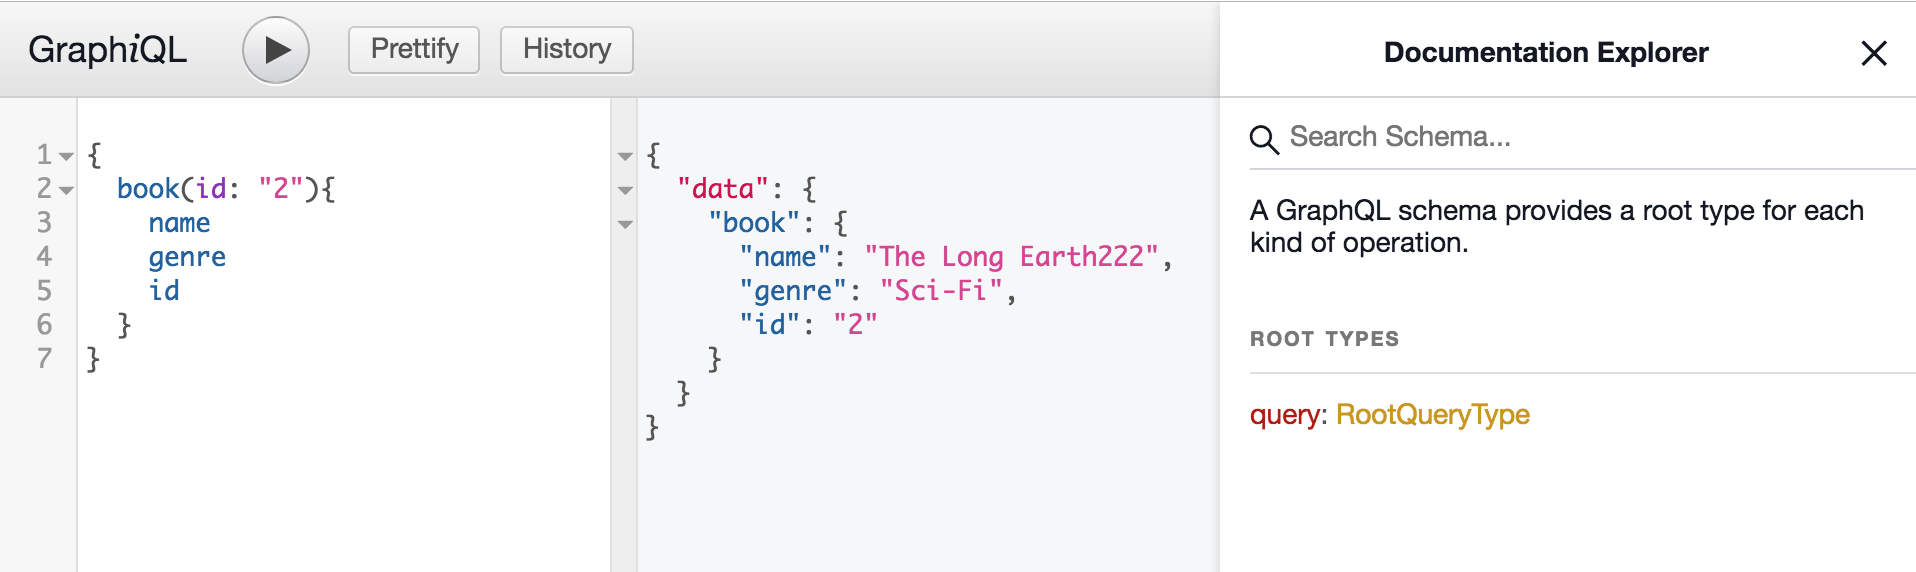 GraphiQL Prettify History
1 {
2   book(id: "2"){
3     name
4     genre
5     id
6   }
7 }
{
  "data": {
    "book": {
      "name": "The Long Earth222",
      "genre": "Sci-Fi",
      "id": "2"
    }
  }
}
Documentation Explorer
Search Schema...
A GraphQL schema provides a root type for each
kind of operation.
ROOT TYPES
query: RootQueryType